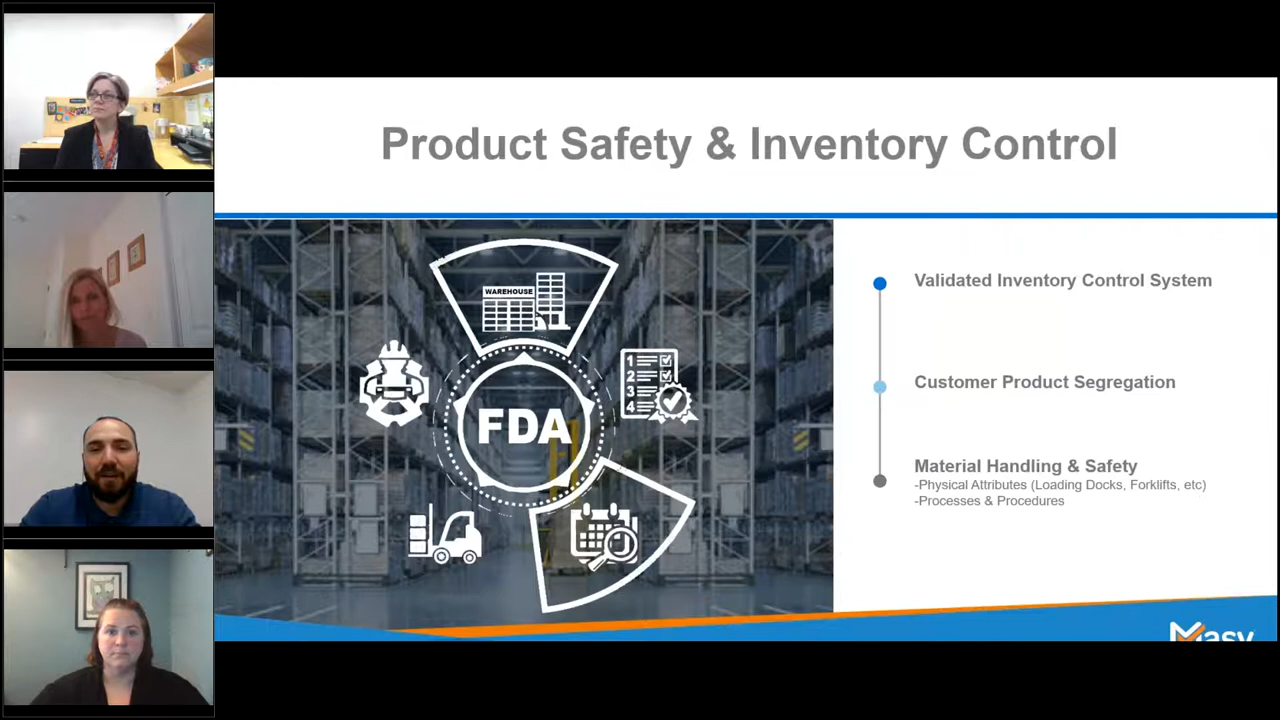 Product Safety & Inventory Control
WAREHOUSE
1
2
3
4
FDA
Validated Inventory Control System
Customer Product Segregation
Material Handling & Safety
-Physical Attributes (Loading Docks, Forklifts, etc)
-Processes & Procedures
Masy